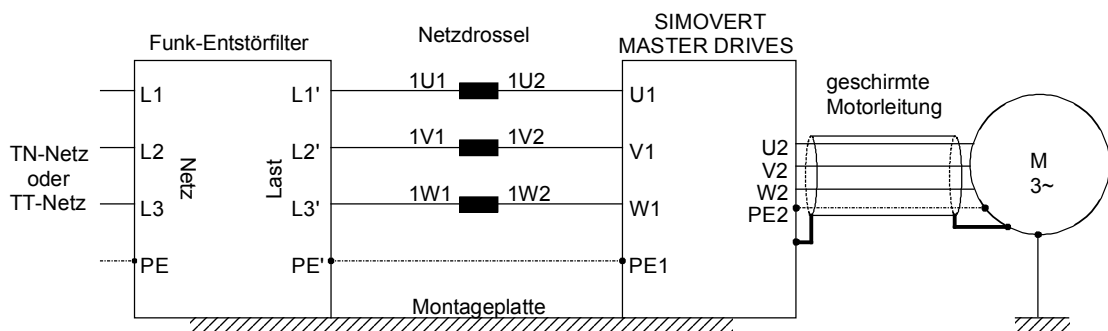 SIMOVERT
MASTER DRIVES
Funk-Entstörfilter
Netzdrossel
geschirmte
Motorleitung
L1
L1'
1U1
1U2
U1
TN-Netz
oder
TT-Netz
L2
Netz
Last
L2'
1V1
1V2
V1
U2
V2
W2
PE2
M
3~
L3
L3'
1W1
1W2
W1
PE
PE'
PE1
Montageplatte